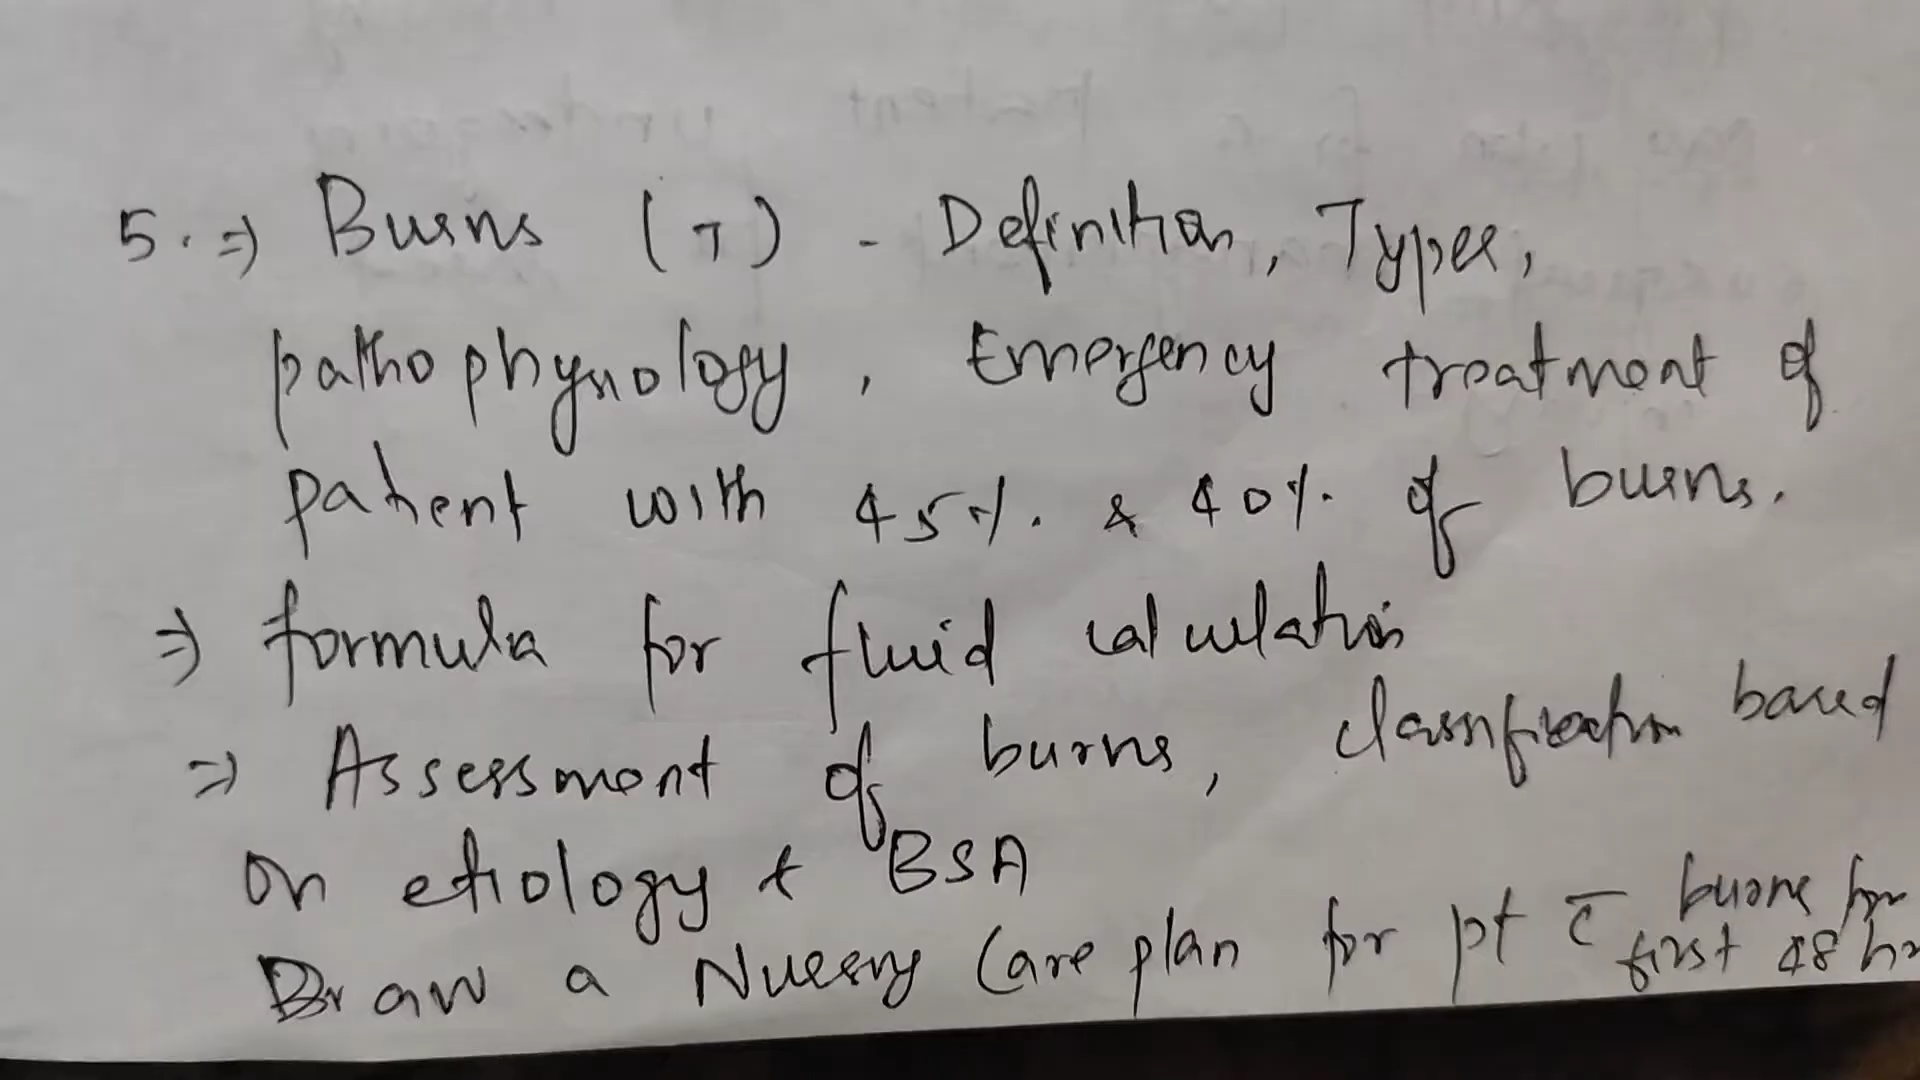 5. ⇒ Burns (7) - Definition, Types,
pathophysiology, Emergency treatment of
patient with 45%. & 40%. of burns.
⇒ formula for fluid calculation
⇒ Assessment of burns, classification based
on etiology & BSA
Draw a Nursing Care plan for pt c̄ burns for
first 48 hr